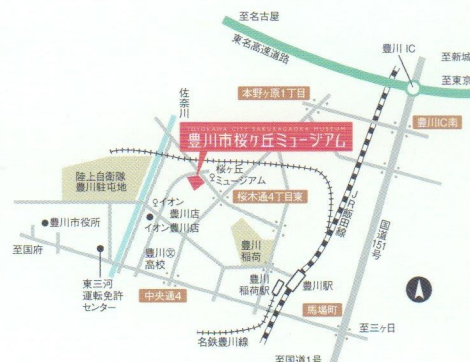 至名古屋
東名高速道路
豊川 IC
至新城
至東京
佐奈川
本野ヶ原1丁目
豊川IC南
TOYOKAWA CITY SAKURAGAOKA MUSEUM
豊川市桜ヶ丘ミュージアム
陸上自衛隊
豊川駐屯地
桜ヶ丘
ミュージアム
桜木通4丁目東
JR飯田線
国道151号
イオン
豊川店
イオン豊川店
豊川市役所
至国府
豊川
高校
文
豊川
稲荷
東三河
運転免許
センター
中央通4
豊川
稲荷駅
豊川駅
馬場町
至三ヶ日
名鉄豊川線
至国道1号